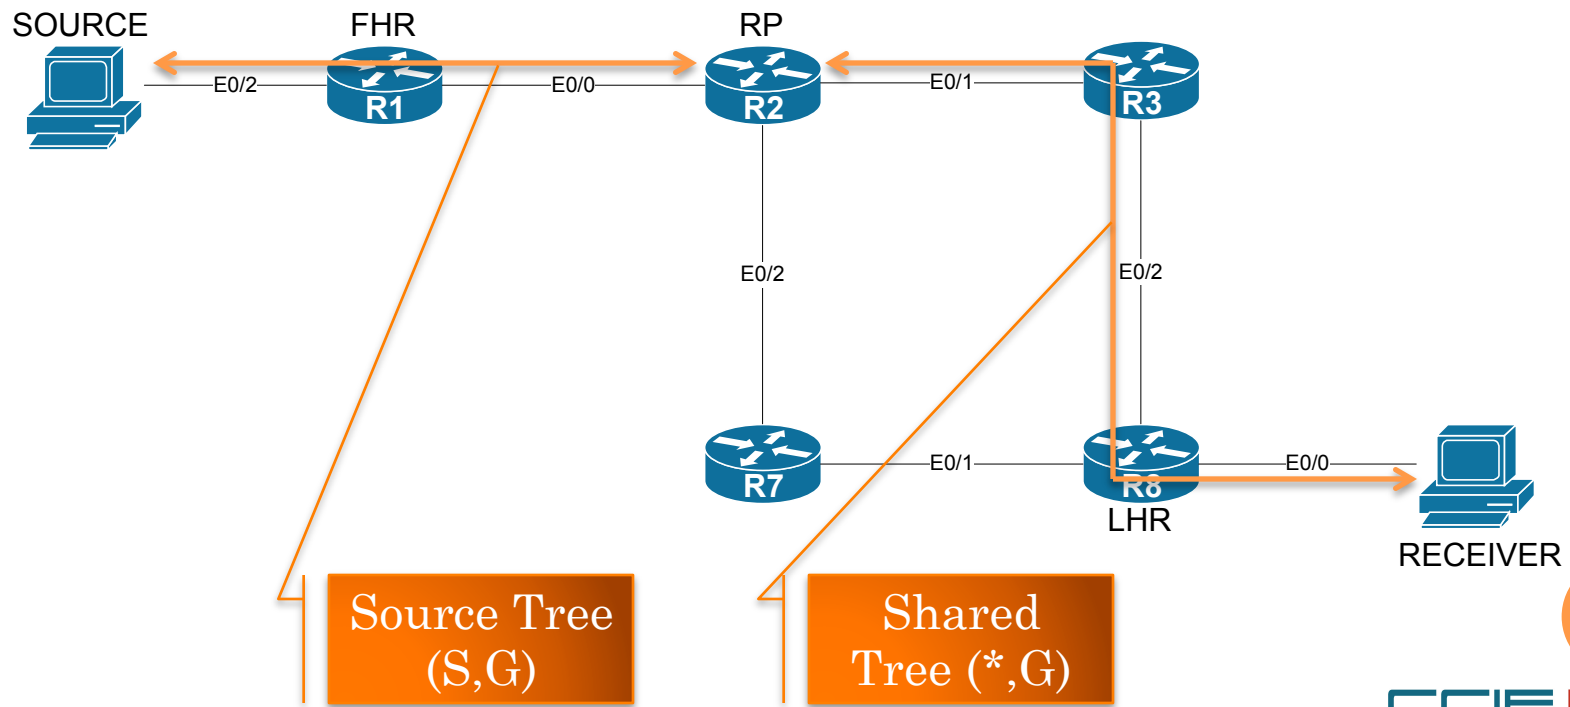 SOURCE
FHR
RP
E0/2
R1
E0/0
R2
E0/1
R3
E0/2
E0/2
R7
E0/1
R8
E0/0
LHR
RECEIVER
Source Tree
(S,G)
Shared
Tree (*,G)